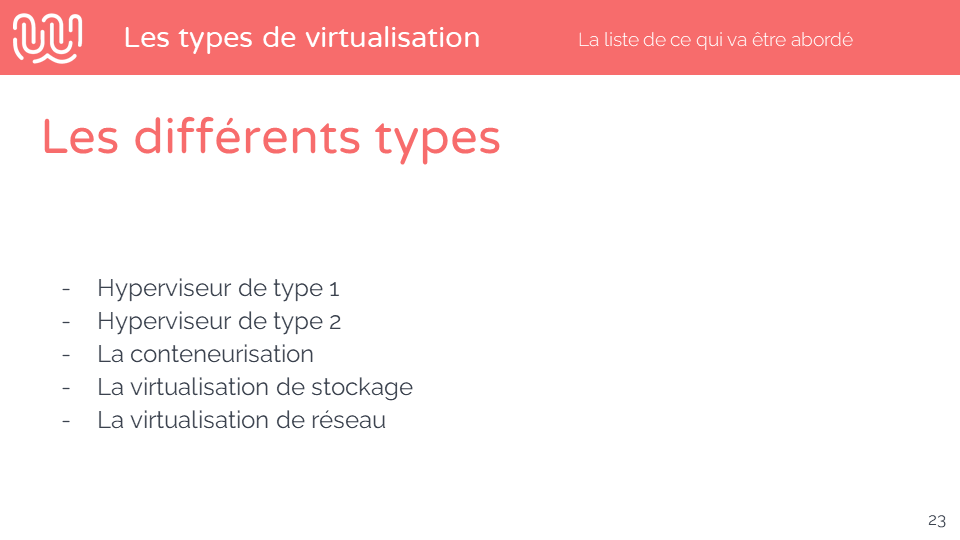 Les types de virtualisation
La liste de ce qui va être abordé
Les différents types
- Hyperviseur de type 1
- Hyperviseur de type 2
- La conteneurisation
- La virtualisation de stockage
- La virtualisation de réseau
23